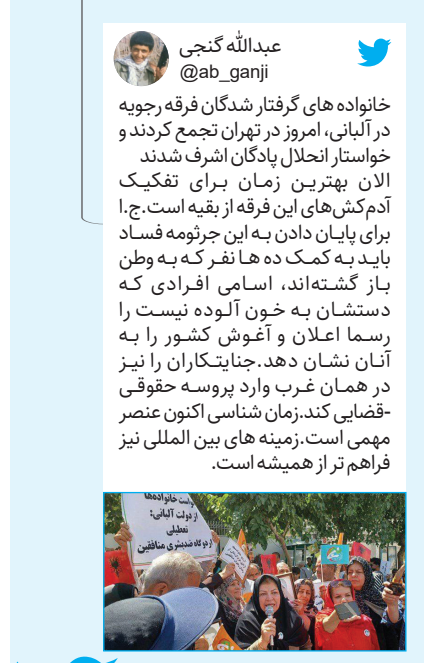 عبدالله گنجی
@ab_ganji
خانواده های گرفتار شدگان فرقه رجویه
در آلبانی، امروز در تهران تجمع کردند و
خواستار انحلال پادگان اشرف شدند
الان بهترین زمان برای تفکیک
آدم‌کش‌های این فرقه از بقیه است.ج.ا
برای پایان دادن به این جرثومه فساد
باید به کمک ده ها نفر که به وطن
باز گشته‌اند، اسامی افرادی که
دستشان به خون آلوده نیست را
رسما اعلان و آغوش کشور را به
آنان نشان دهد.جنایتکاران را نیز
در همان غرب وارد پروسه حقوقی
-قضایی کند.زمان شناسی اکنون عنصر
مهمی است.زمینه های بین المللی نیز
فراهم تر از همیشه است.
خانواده‌ها
از دولت آلبانی:
تعطیلی
منافقین